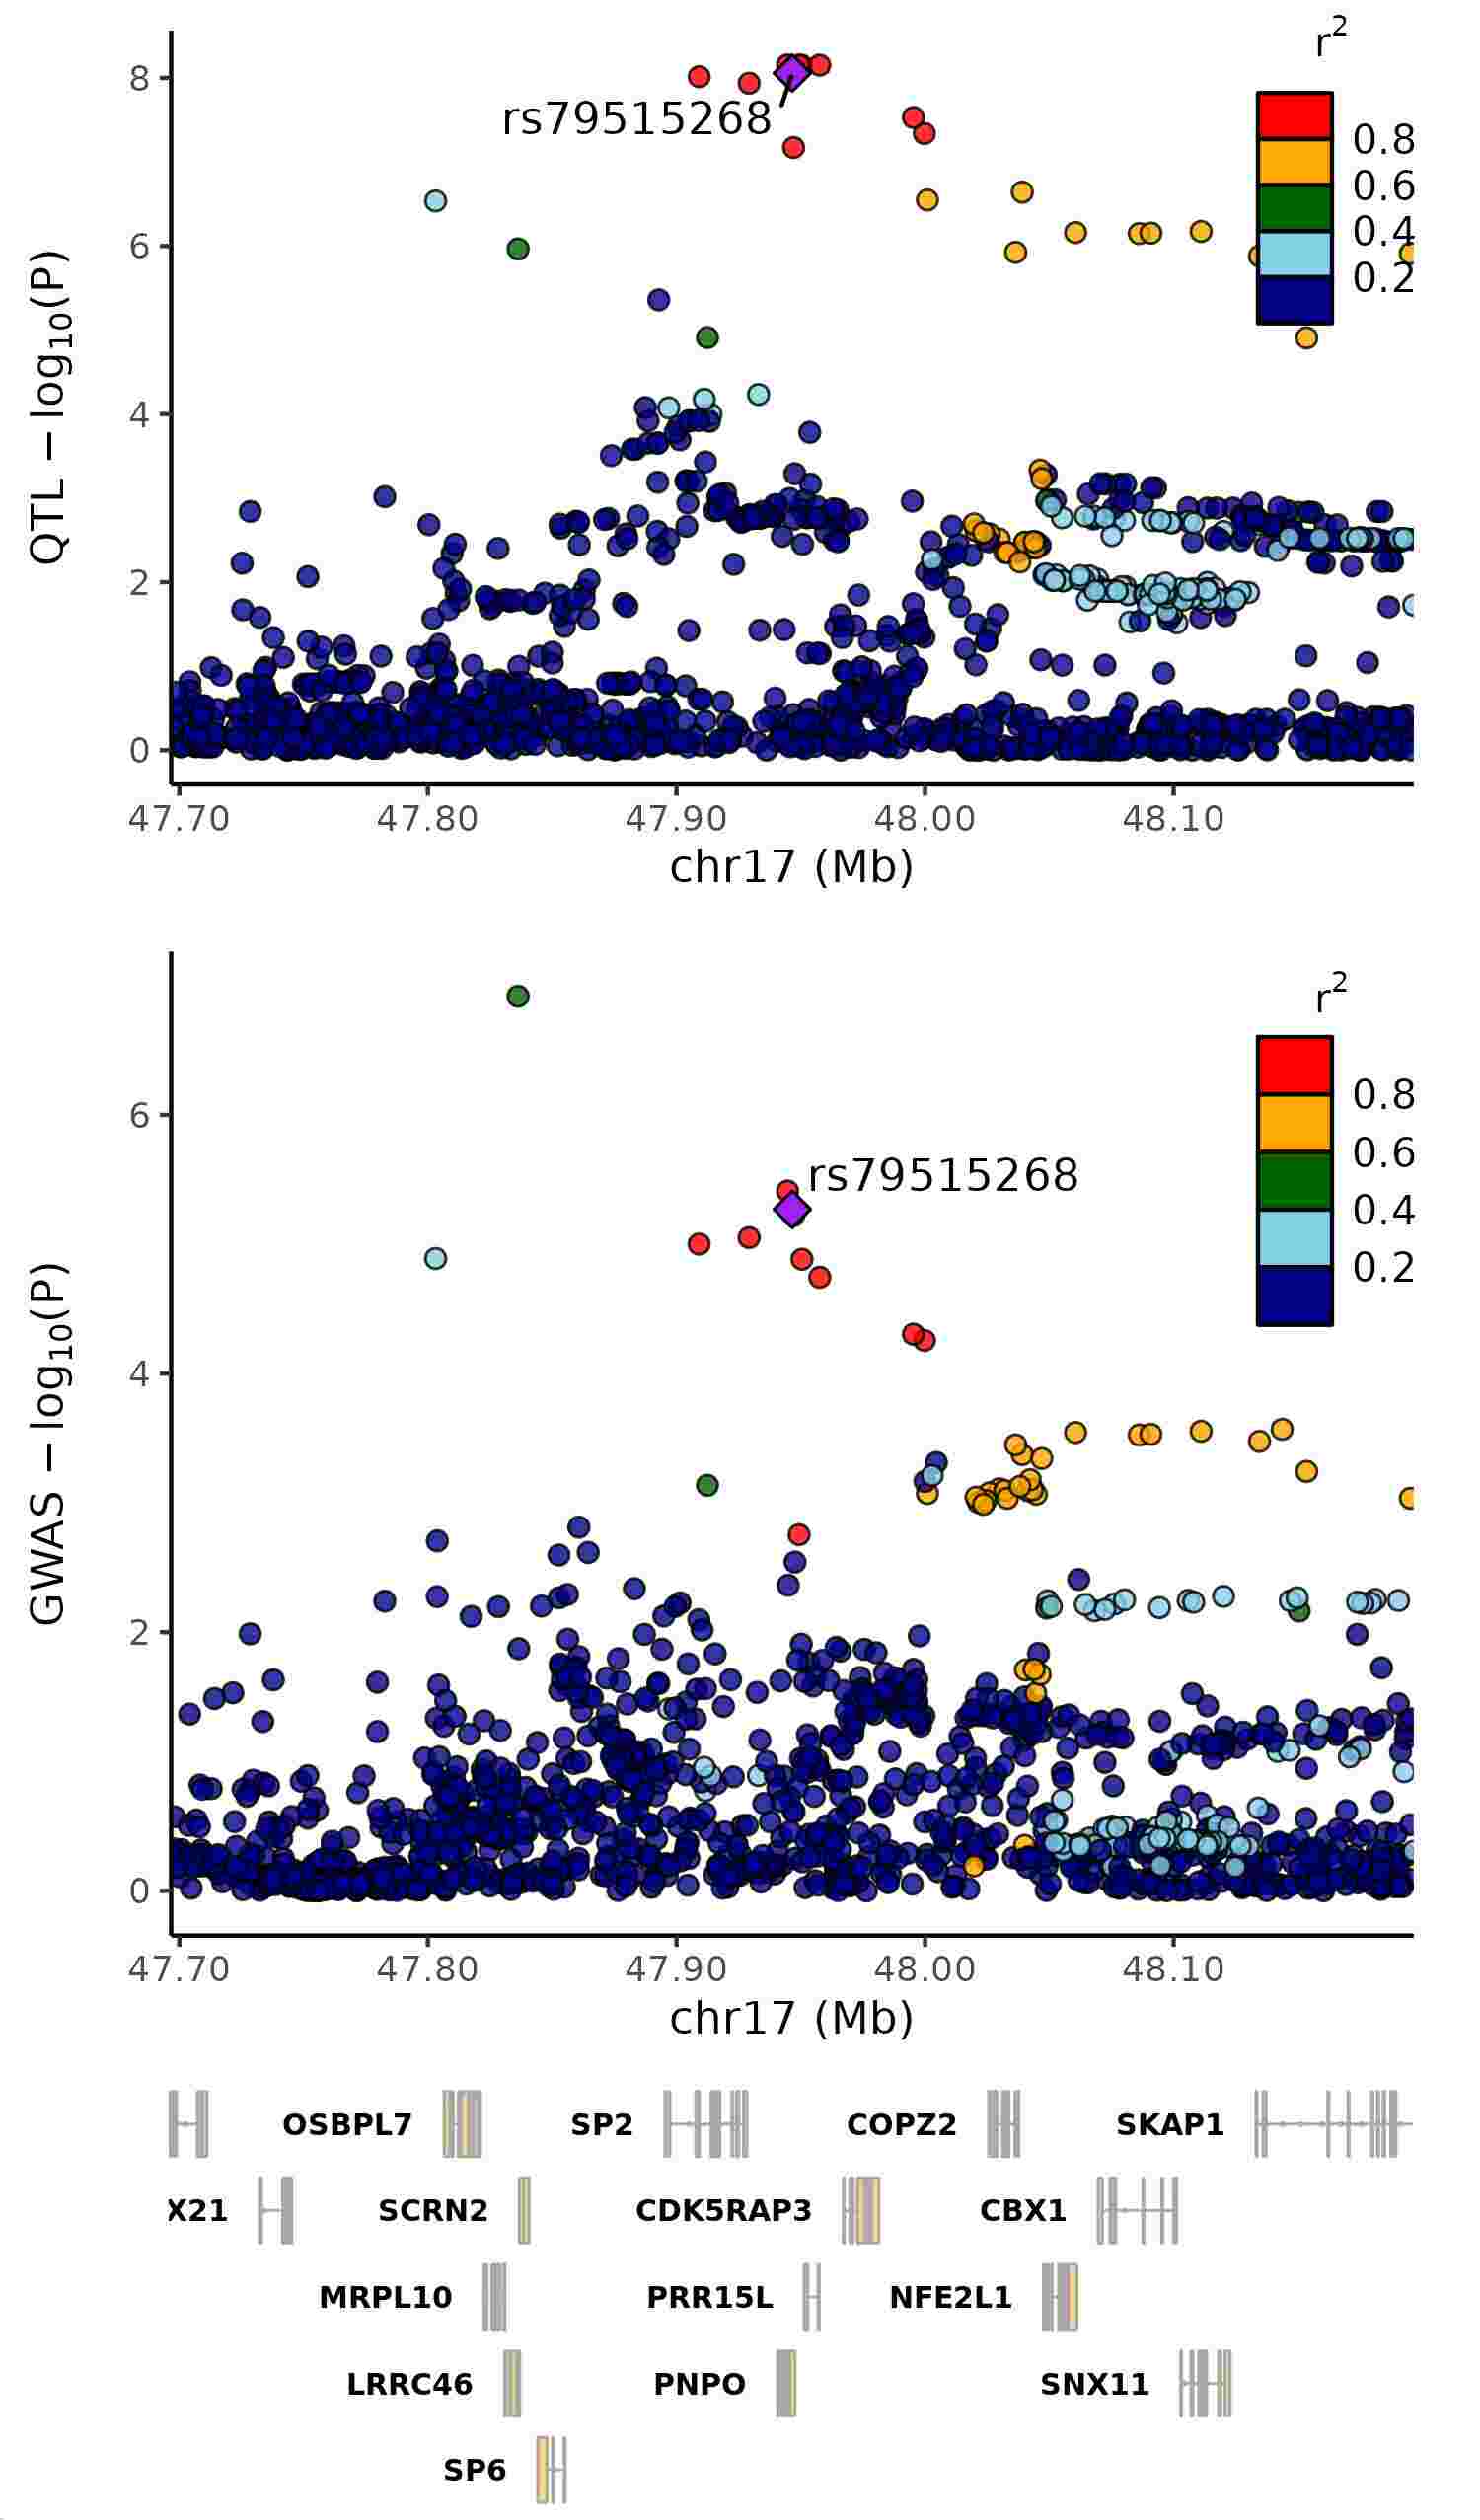 r2
8
0.8
rs79515268
0.6
6
0.4
0.2
QTL − log10(P)
4
2
0
47.70 47.80 47.90 48.00 48.10
chr17 (Mb)
r2
6
0.8
rs79515268
0.6
0.4
0.2
4
GWAS − log10(P)
2
0
47.70 47.80 47.90 48.00 48.10
chr17 (Mb)
OSBPL7 SP2 COPZ2 SKAP1
X21 SCRN2 CDK5RAP3 CBX1
MRPL10 PRR15L NFE2L1
LRRC46 PNPO SNX11
SP6